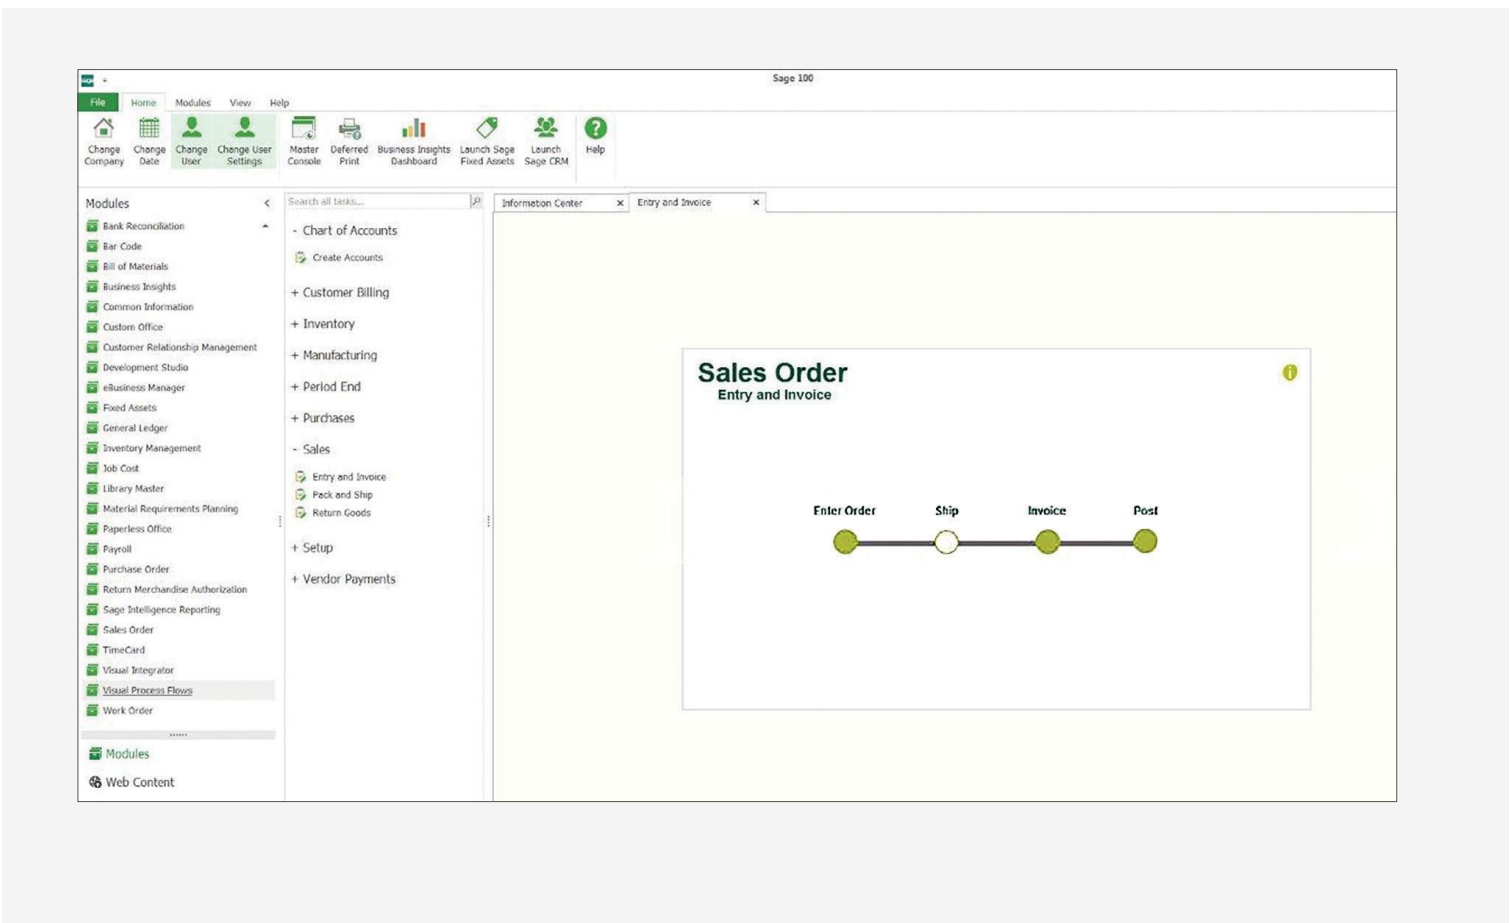 sage
Sage 100
File Home Modules View Help
Change Company
Change Date
Change User
Change User Settings
Master Console
Deferred Print
Business Insights Dashboard
Launch Sage Fixed Assets
Launch Sage CRM
Help
Modules
Bank Reconciliation
Bar Code
Bill of Materials
Business Insights
Common Information
Custom Office
Customer Relationship Management
Development Studio
eBusiness Manager
Fixed Assets
General Ledger
Inventory Management
Job Cost
Library Master
Material Requirements Planning
Paperless Office
Payroll
Purchase Order
Return Merchandise Authorization
Sage Intelligence Reporting
Sales Order
TimeCard
Visual Integrator
Visual Process Flows
Work Order
Modules
Web Content
Search all tasks...
- Chart of Accounts
Create Accounts
+ Customer Billing
+ Inventory
+ Manufacturing
+ Period End
+ Purchases
- Sales
Entry and Invoice
Pack and Ship
Return Goods
+ Setup
+ Vendor Payments
Information Center x Entry and Invoice x
Sales Order
Entry and Invoice
Enter Order Ship Invoice Post